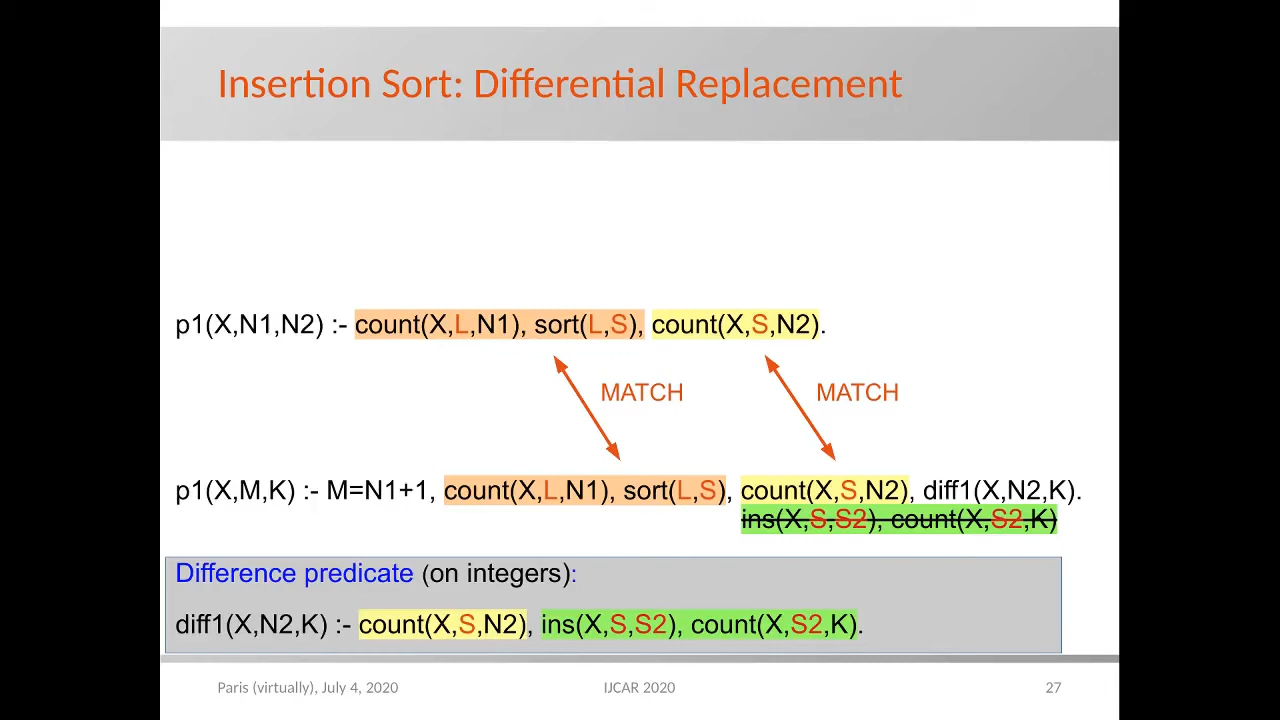 Insertion Sort: Differential Replacement
p1(X,N1,N2) :- count(X,L,N1), sort(L,S), count(X,S,N2).
MATCH MATCH
p1(X,M,K) :- M=N1+1, count(X,L,N1), sort(L,S), count(X,S,N2), diff1(X,N2,K).
ins(X,S,S2), count(X,S2,K)
Difference predicate (on integers):
diff1(X,N2,K) :- count(X,S,N2), ins(X,S,S2), count(X,S2,K).
Paris (virtually), July 4, 2020 IJCAR 2020 27